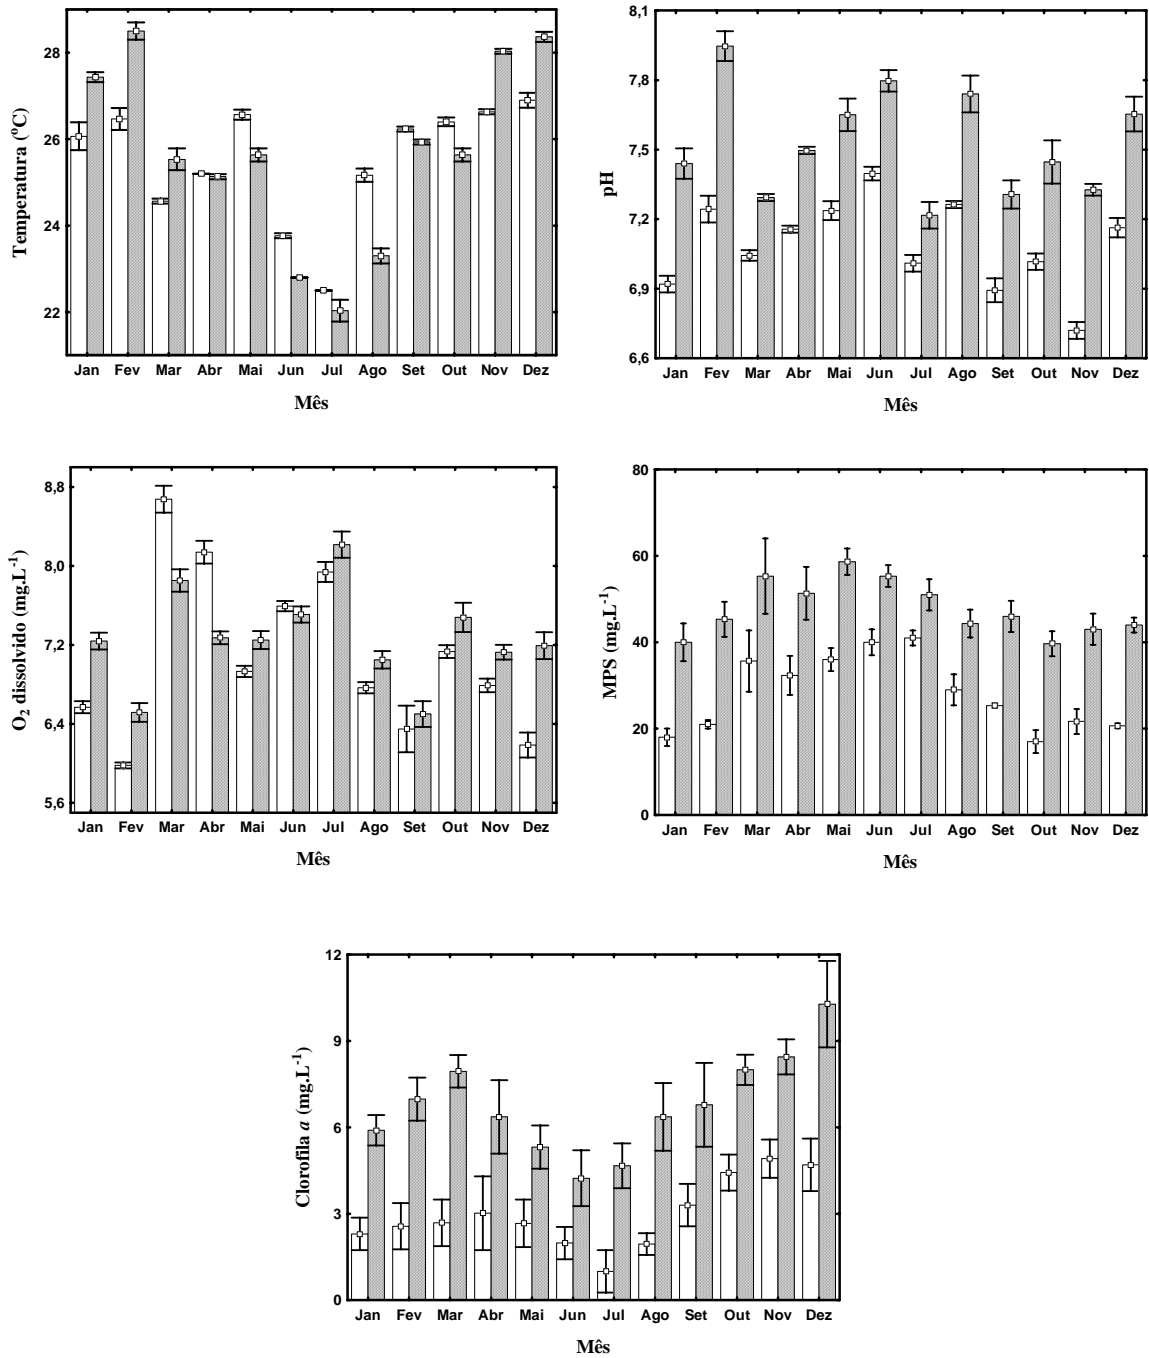 Temperatura (°C)
28
26
24
22
Jan Fev Mar Abr Mai Jun Jul Ago Set Out Nov Dez
Mês
pH
8,1
7,8
7,5
7,2
6,9
6,6
Jan Fev Mar Abr Mai Jun Jul Ago Set Out Nov Dez
Mês
O₂ dissolvido (mg.L⁻¹)
8,8
8,0
7,2
6,4
5,6
Jan Fev Mar Abr Mai Jun Jul Ago Set Out Nov Dez
Mês
MPS (mg.L⁻¹)
80
60
40
20
0
Jan Fev Mar Abr Mai Jun Jul Ago Set Out Nov Dez
Mês
Clorofila a (mg.L⁻¹)
12
9
6
3
0
Jan Fev Mar Abr Mai Jun Jul Ago Set Out Nov Dez
Mês